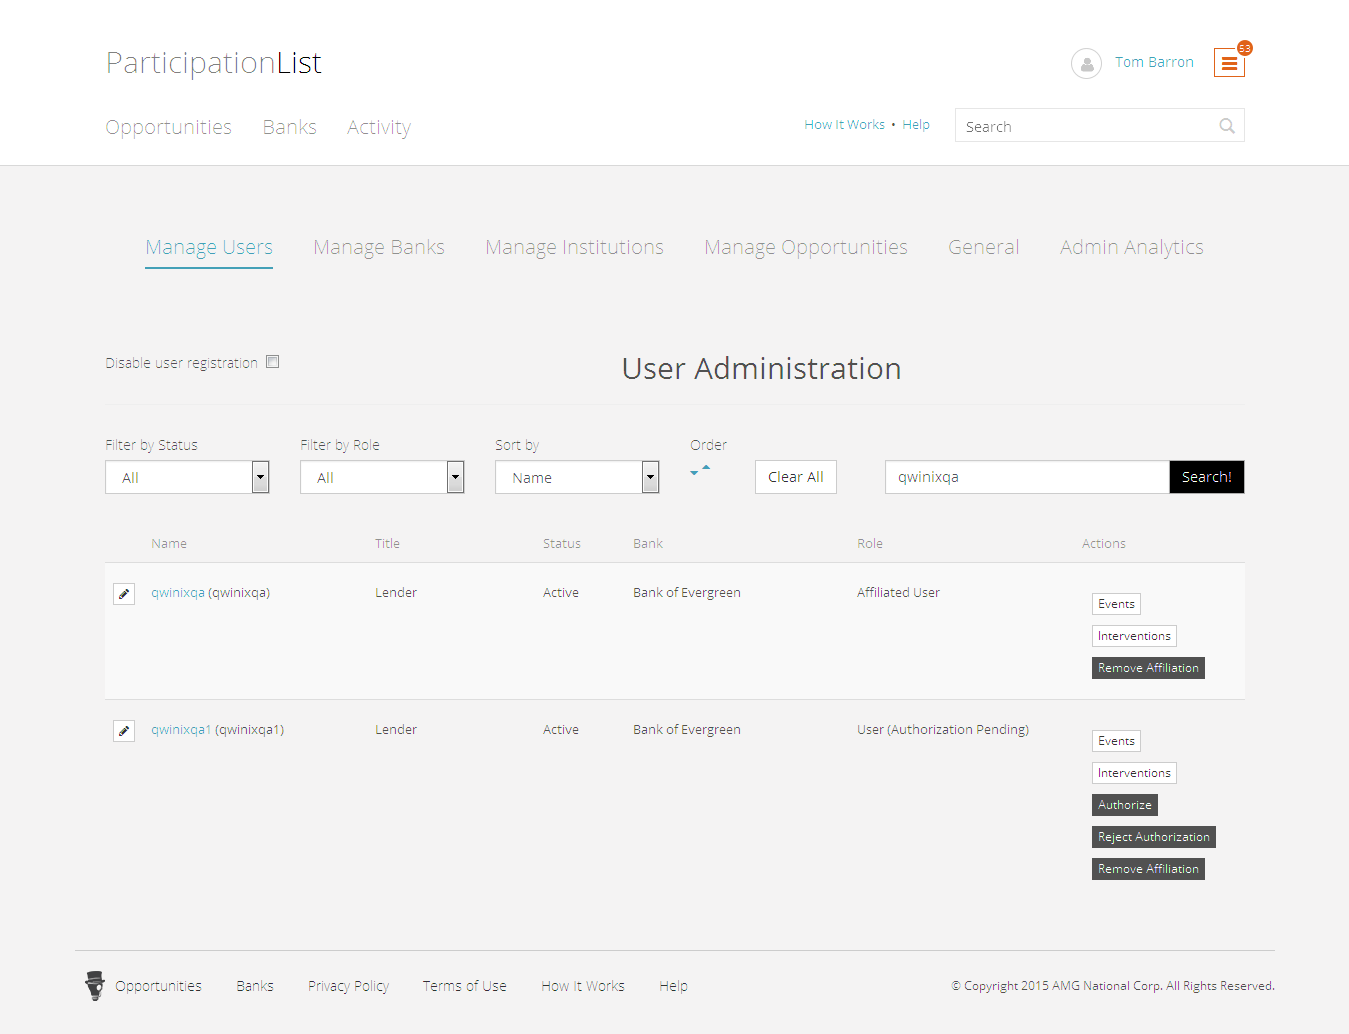 ParticipationList
Tom Barron
53
Opportunities Banks Activity
How It Works • Help
Search
Manage Users Manage Banks Manage Institutions Manage Opportunities General Admin Analytics
Disable user registration
User Administration
Filter by Status Filter by Role Sort by Order
All All Name Clear All qwinixqa Search!
Name Title Status Bank Role Actions
qwinixqa (qwinixqa) Lender Active Bank of Evergreen Affiliated User
Events
Interventions
Remove Affiliation
qwinixqa1 (qwinixqa1) Lender Active Bank of Evergreen User (Authorization Pending)
Events
Interventions
Authorize
Reject Authorization
Remove Affiliation
Opportunities Banks Privacy Policy Terms of Use How It Works Help © Copyright 2015 AMG National Corp. All Rights Reserved.